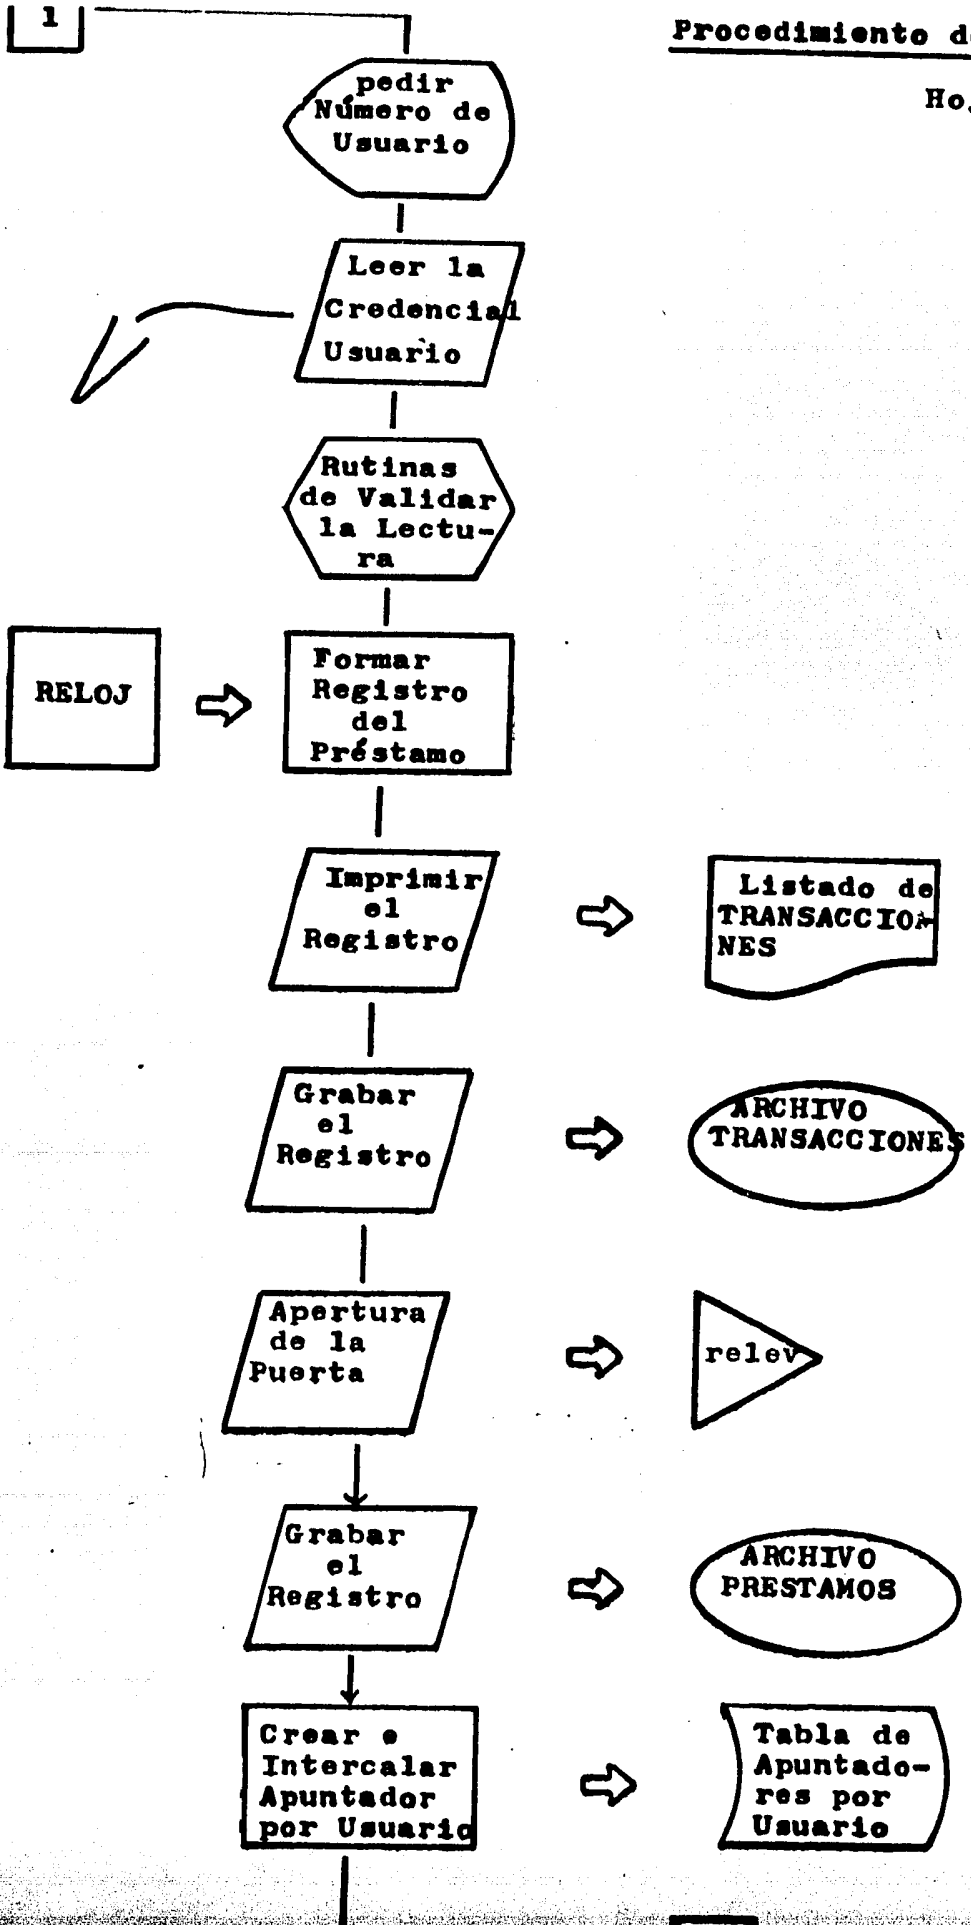 1
Procedimiento de
Ho
pedir
Número de
Usuario
Leer la
Credencial
Usuario
Rutinas
de Validar
la Lectu-
ra
RELOJ
Formar
Registro
del
Préstamo
Imprimir
el
Registro
Listado de
TRANSACCIO-
NES
Grabar
el
Registro
ARCHIVO
TRANSACCIONES
Apertura
de la
Puerta
relev
Grabar
el
Registro
ARCHIVO
PRESTAMOS
Crear e
Intercalar
Apuntador
por Usuario
Tabla de
Apuntado-
res por
Usuario